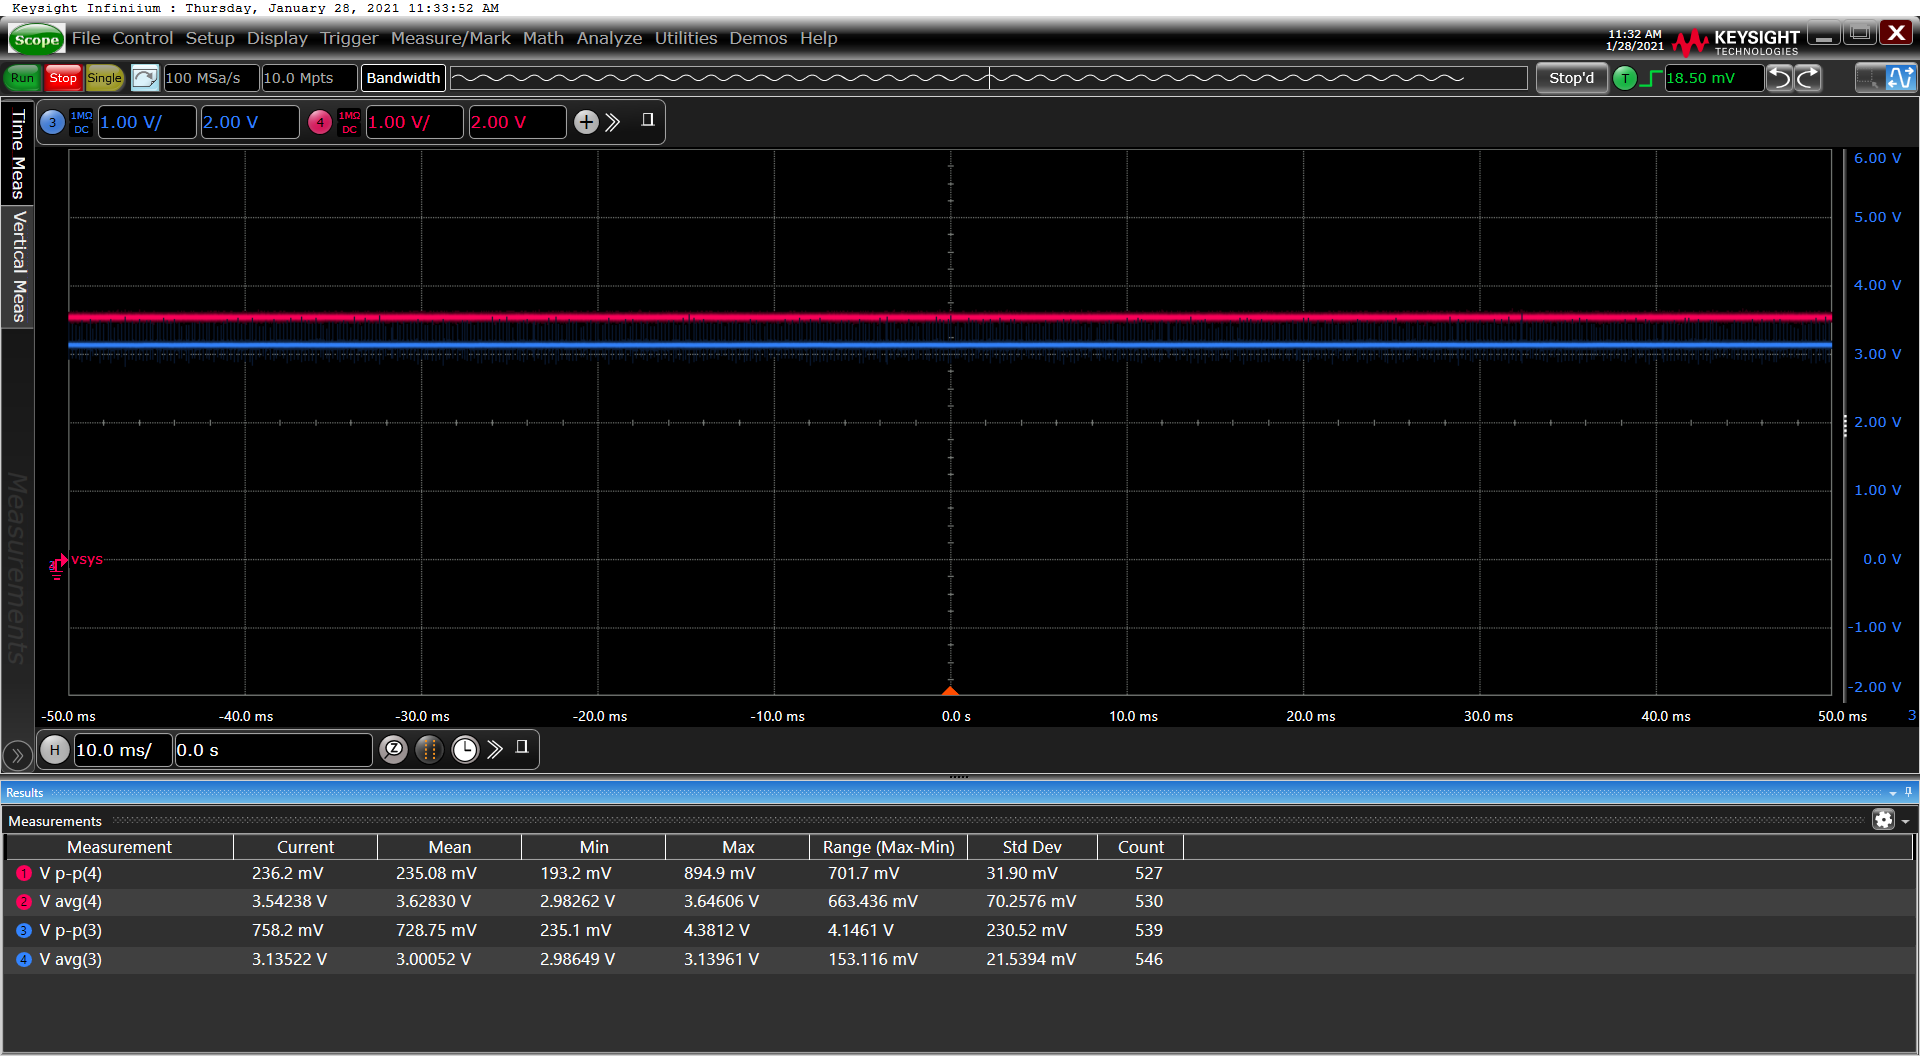 Keysight Infiniium : Thursday, January 28, 2021 11:33:52 AM
Scope File Control Setup Display Trigger Measure/Mark Math Analyze Utilities Demos Help
11:32 AM
1/28/2021
KEYSIGHT
TECHNOLOGIES
Run Stop Single 100 MSa/s 10.0 Mpts Bandwidth Stop'd T 18.50 mV
3 1MΩ DC 1.00 V/ 2.00 V 4 1MΩ DC 1.00 V/ 2.00 V
Time Meas
Vertical Meas
Measurements
6.00 V
5.00 V
4.00 V
3.00 V
2.00 V
1.00 V
0.0 V
-1.00 V
-2.00 V
vsys
-50.0 ms -40.0 ms -30.0 ms -20.0 ms -10.0 ms 0.0 s 10.0 ms 20.0 ms 30.0 ms 40.0 ms 50.0 ms 3
H 10.0 ms/ 0.0 s Z
Results
Measurements
Measurement Current Mean Min Max Range (Max-Min) Std Dev Count
1 V p-p(4) 236.2 mV 235.08 mV 193.2 mV 894.9 mV 701.7 mV 31.90 mV 527
2 V avg(4) 3.54238 V 3.62830 V 2.98262 V 3.64606 V 663.436 mV 70.2576 mV 530
3 V p-p(3) 758.2 mV 728.75 mV 235.1 mV 4.3812 V 4.1461 V 230.52 mV 539
4 V avg(3) 3.13522 V 3.00052 V 2.98649 V 3.13961 V 153.116 mV 21.5394 mV 546